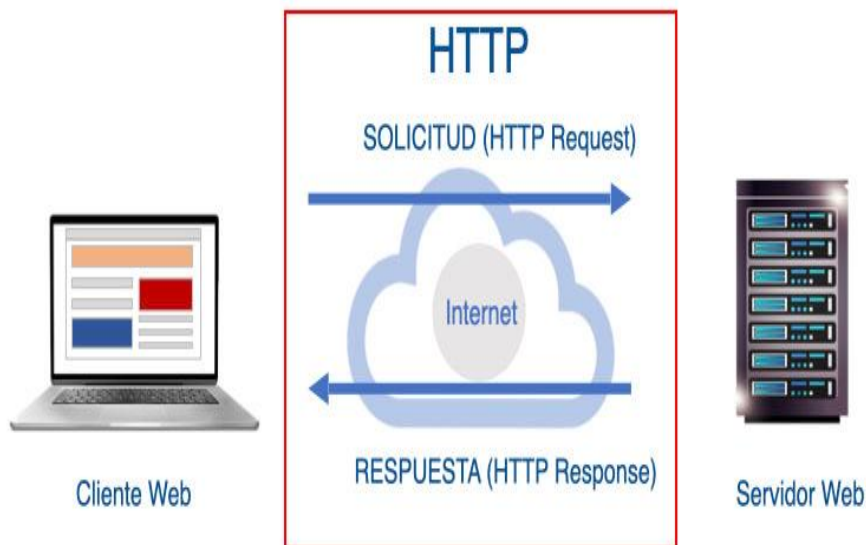 HTTP
SOLICITUD (HTTP Request)
Internet
RESPUESTA (HTTP Response)
Cliente Web
Servidor Web